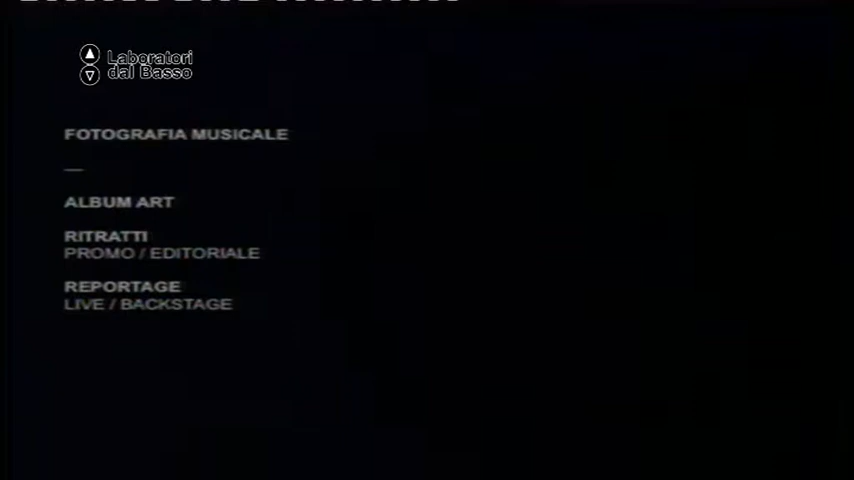 Laboratori
dal Basso
FOTOGRAFIA MUSICALE
—
ALBUM ART
RITRATTI
PROMO / EDITORIALE
REPORTAGE
LIVE / BACKSTAGE